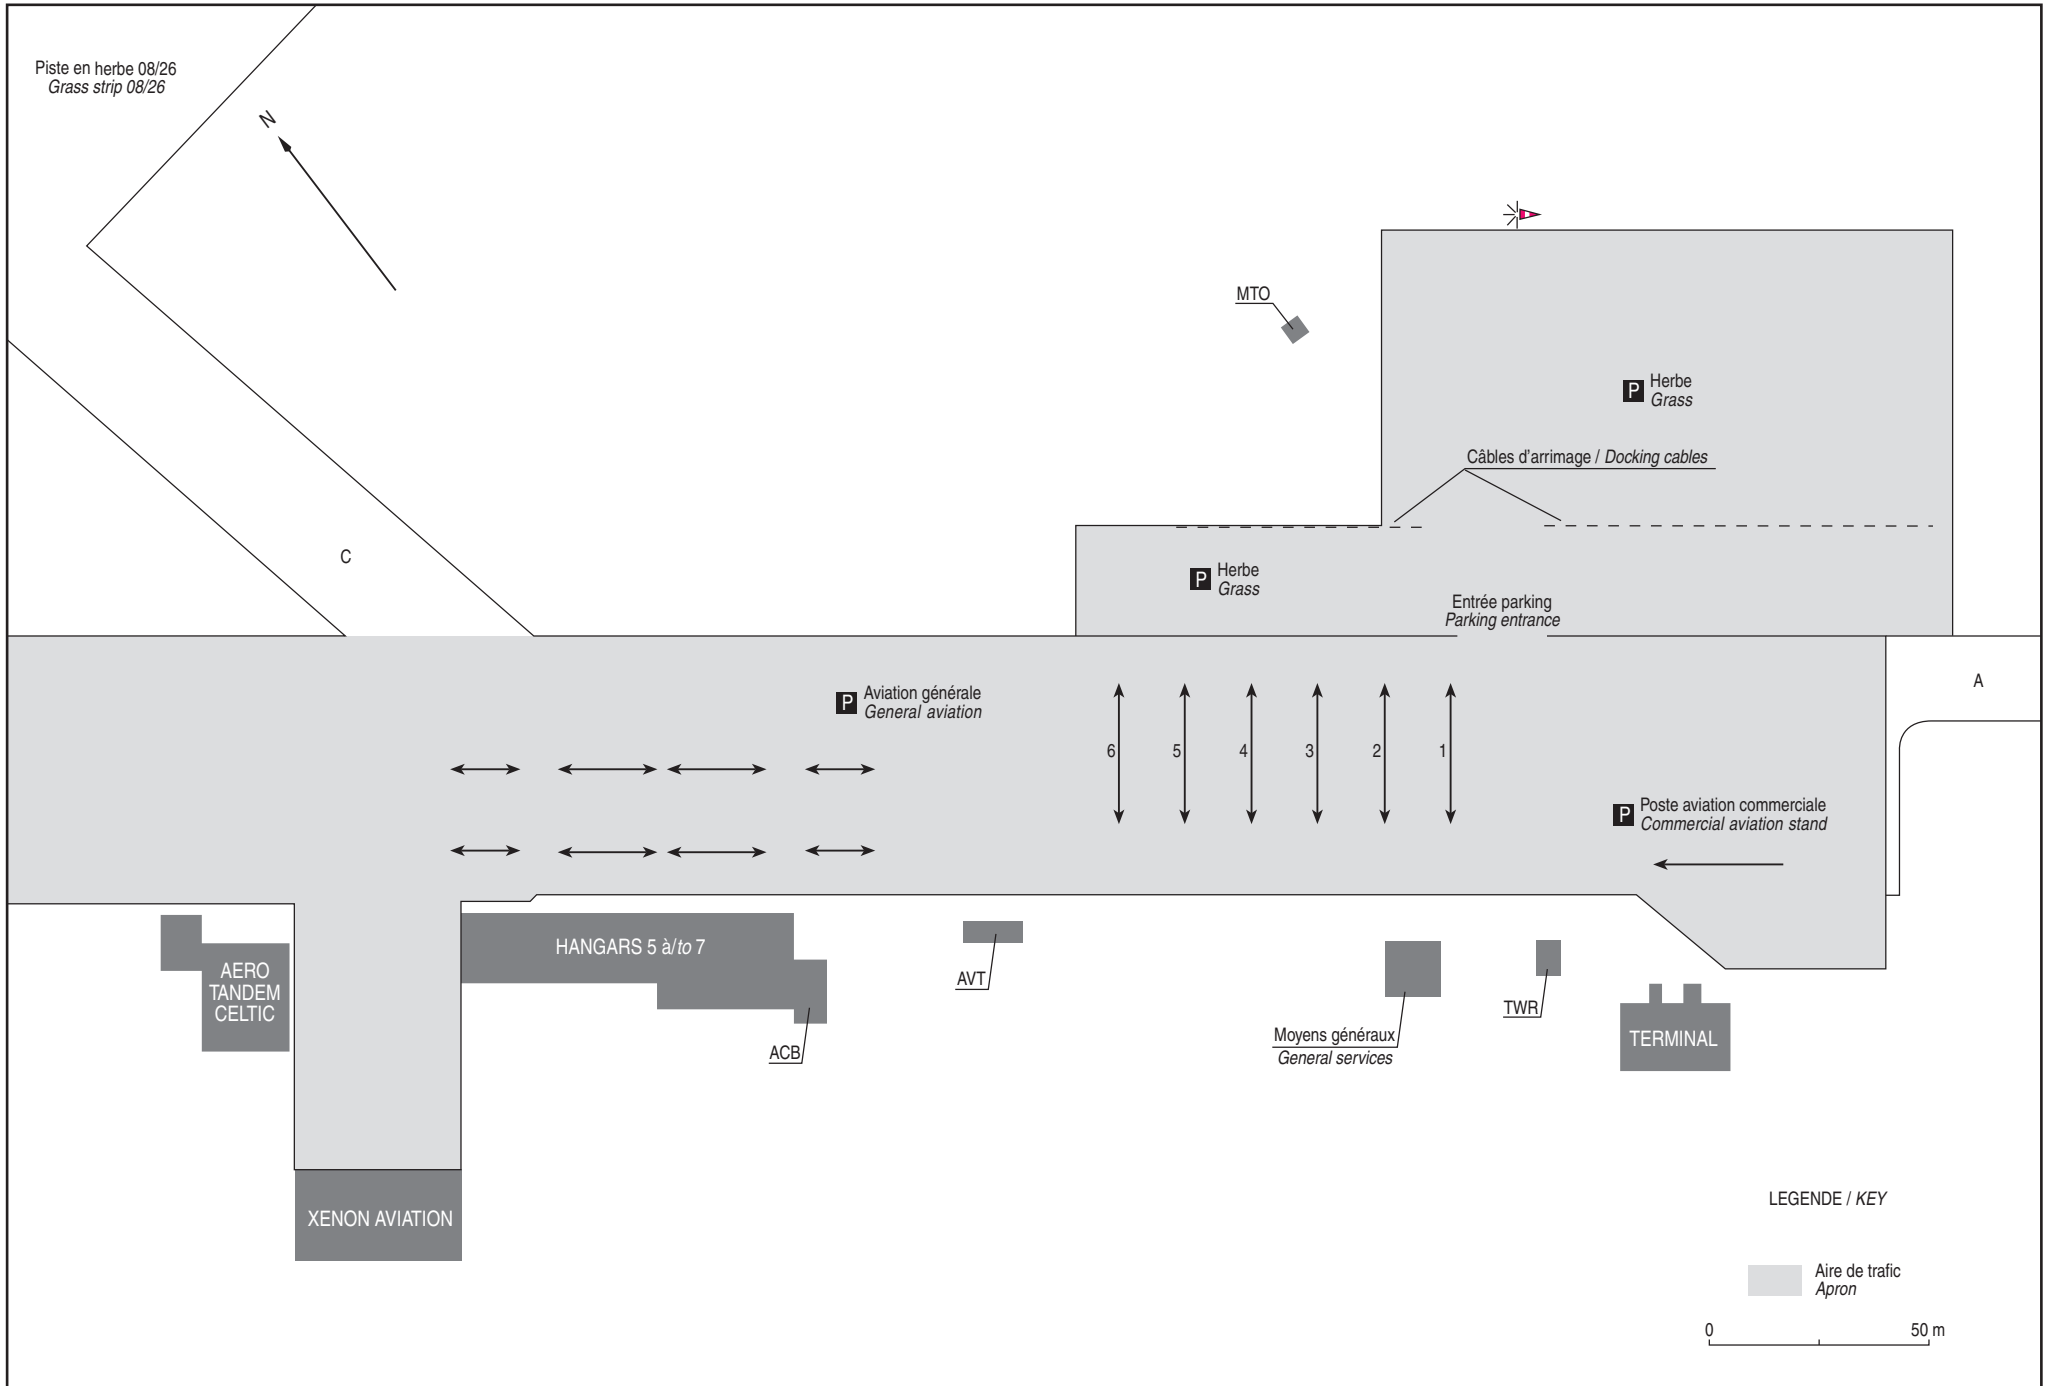 Piste en herbe 08/26
Grass strip 08/26
N
MTO
P Herbe
Grass
Câbles d'arrimage / Docking cables
C
P Herbe
Grass
Entrée parking
Parking entrance
A
P Aviation générale
General aviation
6 5 4 3 2 1
P Poste aviation commerciale
Commercial aviation stand
HANGARS 5 à/to 7
AERO
TANDEM
CELTIC
AVT
TWR
Moyens généraux
General services
TERMINAL
ACB
XENON AVIATION
LEGENDE / KEY
Aire de trafic
Apron
0 50 m